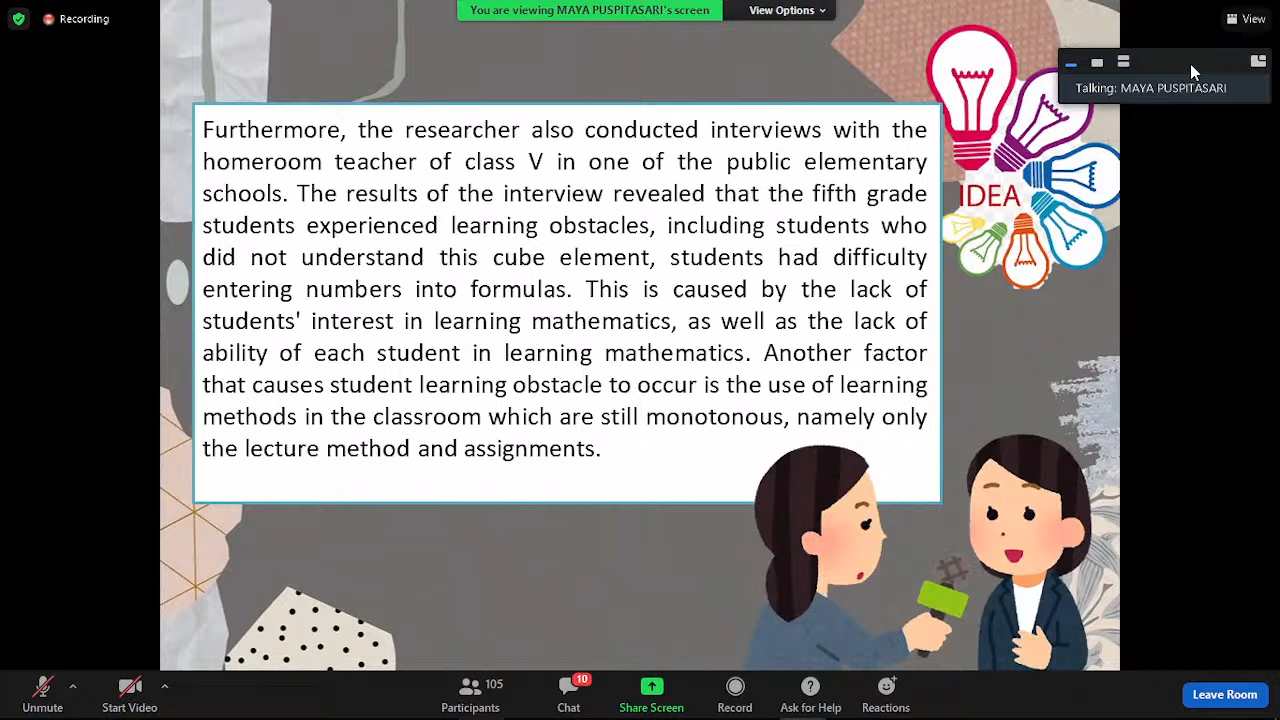 Recording
You are viewing MAYA PUSPITASARI's screen
View Options
View
Talking: MAYA PUSPITASARI
IDEA
Furthermore, the researcher also conducted interviews with the
homeroom teacher of class V in one of the public elementary
schools. The results of the interview revealed that the fifth grade
students experienced learning obstacles, including students who
did not understand this cube element, students had difficulty
entering numbers into formulas. This is caused by the lack of
students' interest in learning mathematics, as well as the lack of
ability of each student in learning mathematics. Another factor
that causes student learning obstacle to occur is the use of learning
methods in the classroom which are still monotonous, namely only
the lecture method and assignments.
Unmute
Start Video
105
Participants
10
Chat
Share Screen
Record
Ask for Help
Reactions
Leave Room